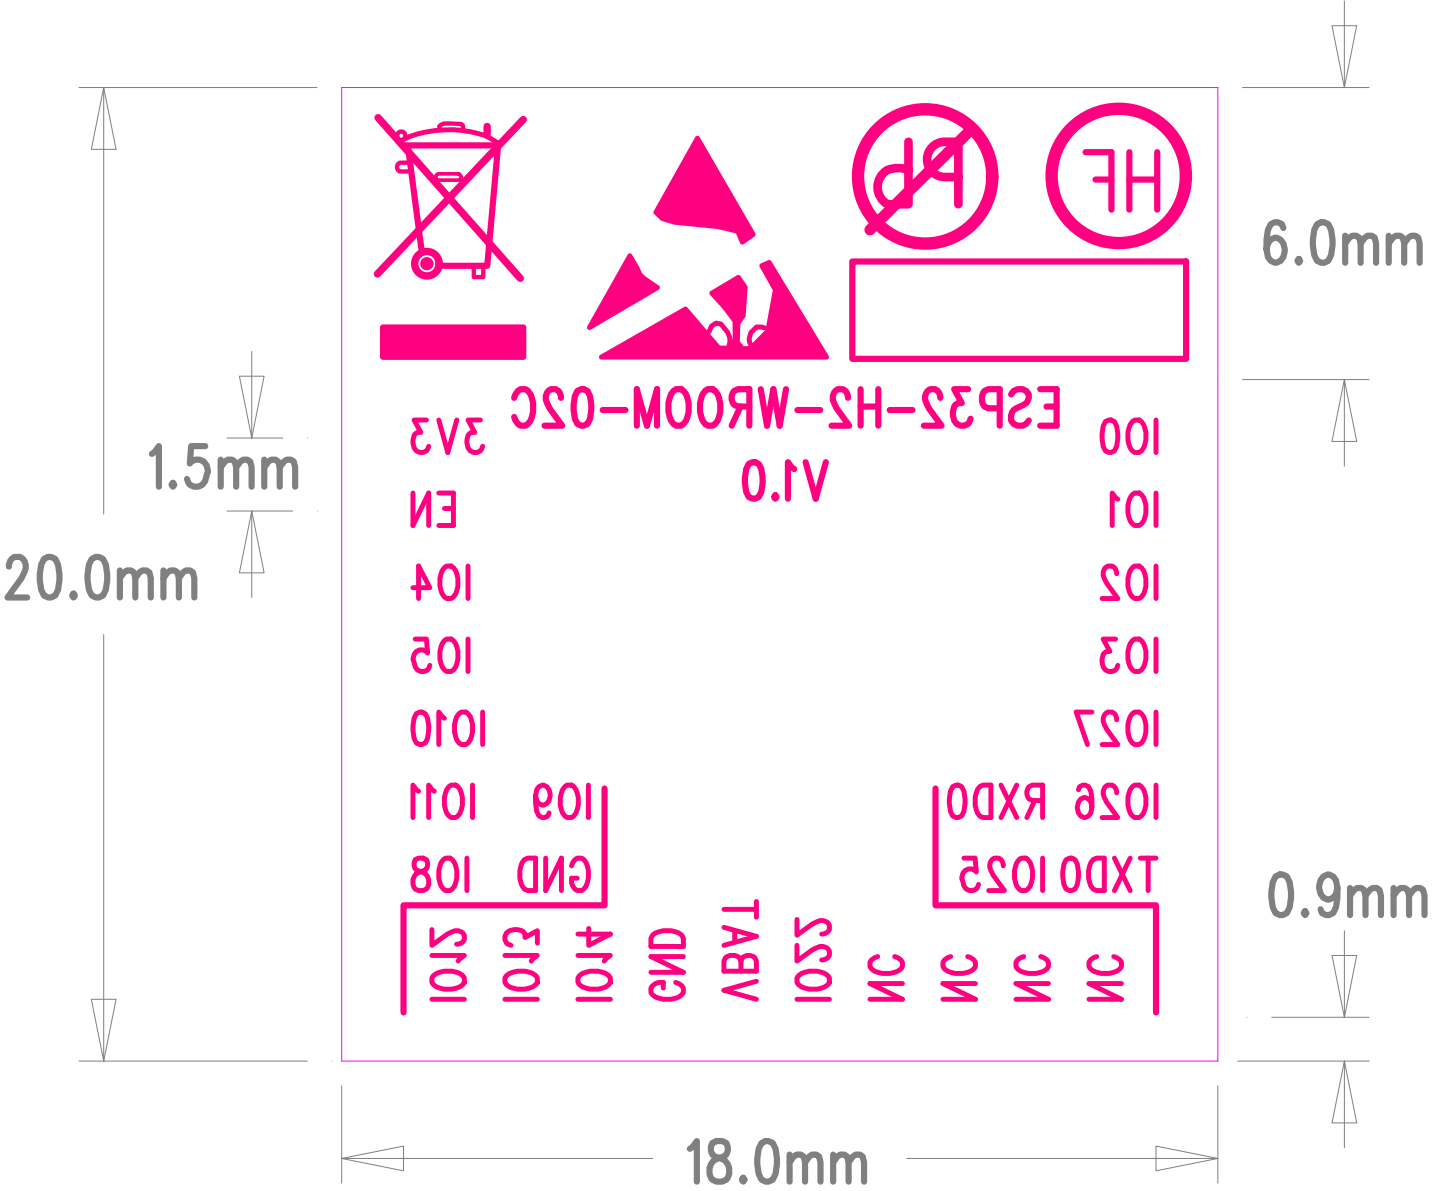 Pb
HF
6.0mm
ESP32-H2-WROOM-02C
V1.0
3V3
IO0
1.5mm
EN
IO1
20.0mm
IO4
IO2
IO5
IO3
IO10
IO27
IO11
IO9
IO26 RXD0
IO8
GND
TXD0 IO25
0.9mm
IO12
IO13
IO14
GND
VBAT
IO22
NC
NC
NC
NC
18.0mm